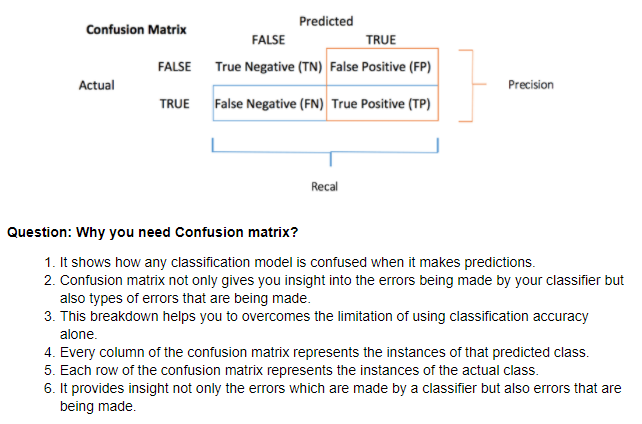 Predicted
Confusion Matrix
FALSE TRUE
FALSE True Negative (TN) False Positive (FP)
Actual Precision
TRUE False Negative (FN) True Positive (TP)
Recal
Question: Why you need Confusion matrix?
1. It shows how any classification model is confused when it makes predictions.
2. Confusion matrix not only gives you insight into the errors being made by your classifier but
also types of errors that are being made.
3. This breakdown helps you to overcomes the limitation of using classification accuracy
alone.
4. Every column of the confusion matrix represents the instances of that predicted class.
5. Each row of the confusion matrix represents the instances of the actual class.
6. It provides insight not only the errors which are made by a classifier but also errors that are
being made.